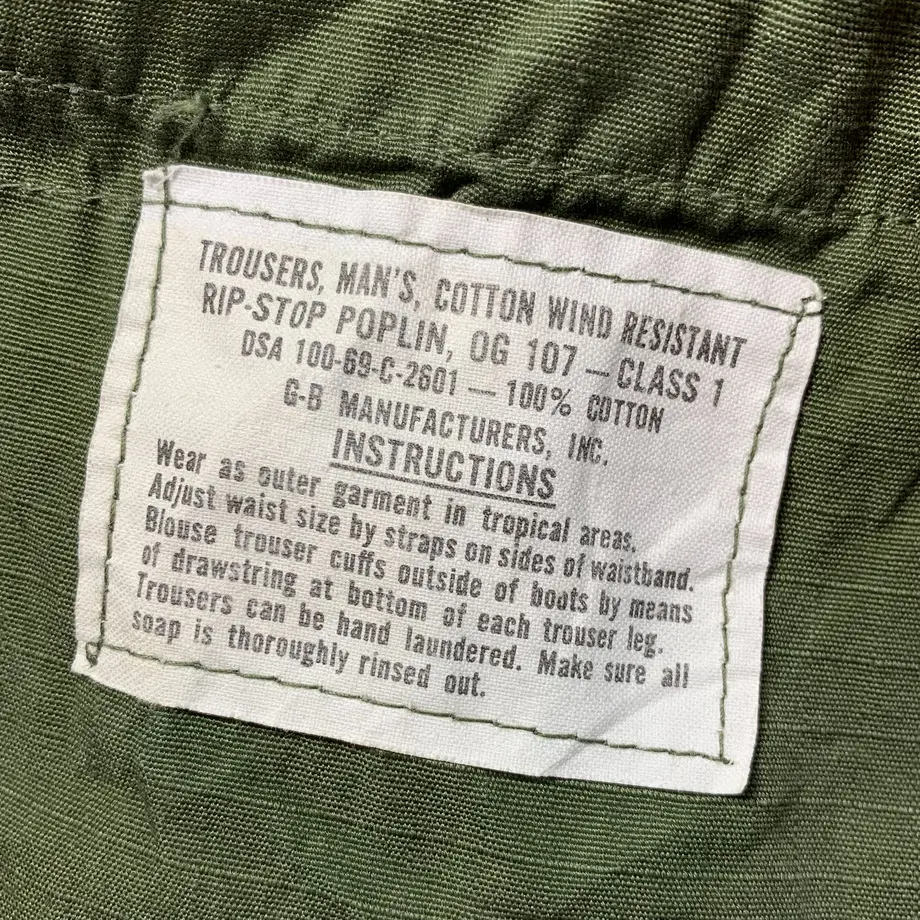 TROUSERS, MAN'S, COTTON WIND RESISTANT
RIP-STOP POPLIN, OG 107 — CLASS 1
DSA 100-69-C-2601 — 100% COTTON
G-B MANUFACTURERS, INC.
INSTRUCTIONS
Wear as outer garment in tropical areas.
Adjust waist size by straps on sides of waistband.
Blouse trouser cuffs outside of boots by means
of drawstring at bottom of each trouser leg.
Trousers can be hand laundered. Make sure all
soap is thoroughly rinsed out.